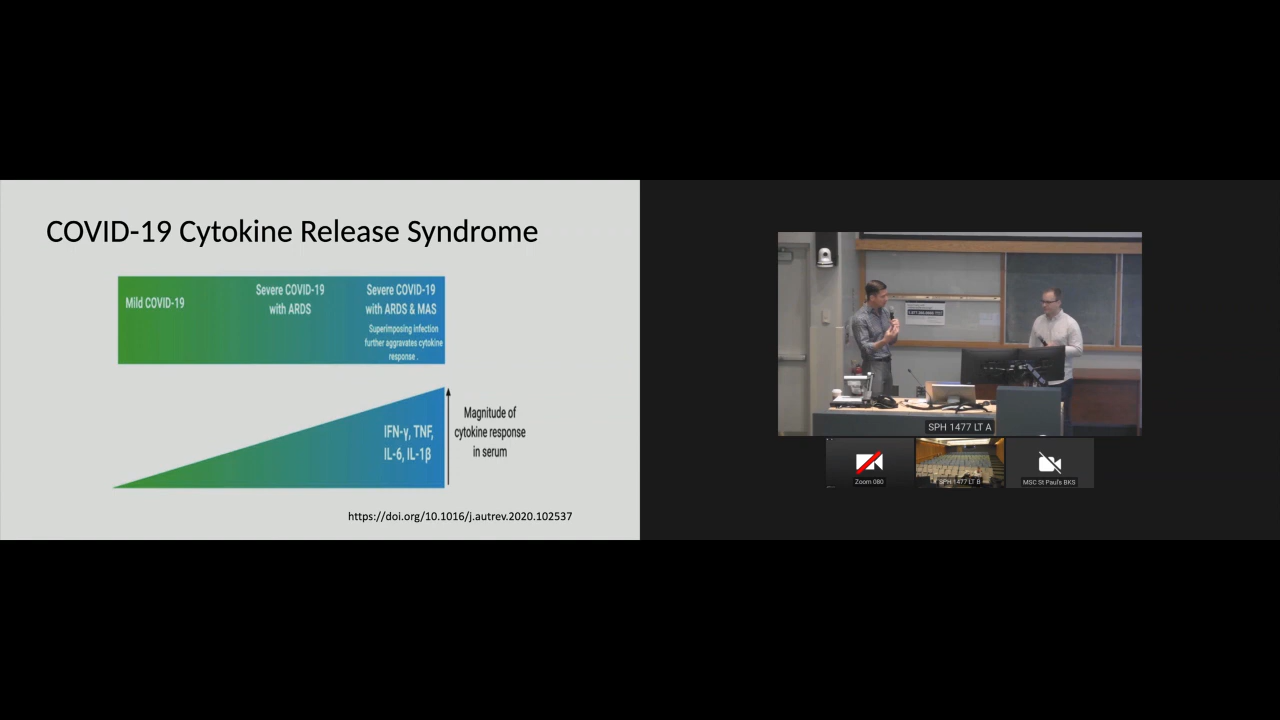 COVID-19 Cytokine Release Syndrome
Mild COVID-19
Severe COVID-19
with ARDS
Severe COVID-19
with ARDS & MAS
Superimposing infection
further aggravates cytokine
response .
IFN-γ, TNF,
IL-6, IL-1β
Magnitude of
cytokine response
in serum
https://doi.org/10.1016/j.autrev.2020.102537
SPH 1477 LT A
Zoom 080
SPH 1477 LT B
MSC St Paul's BKS